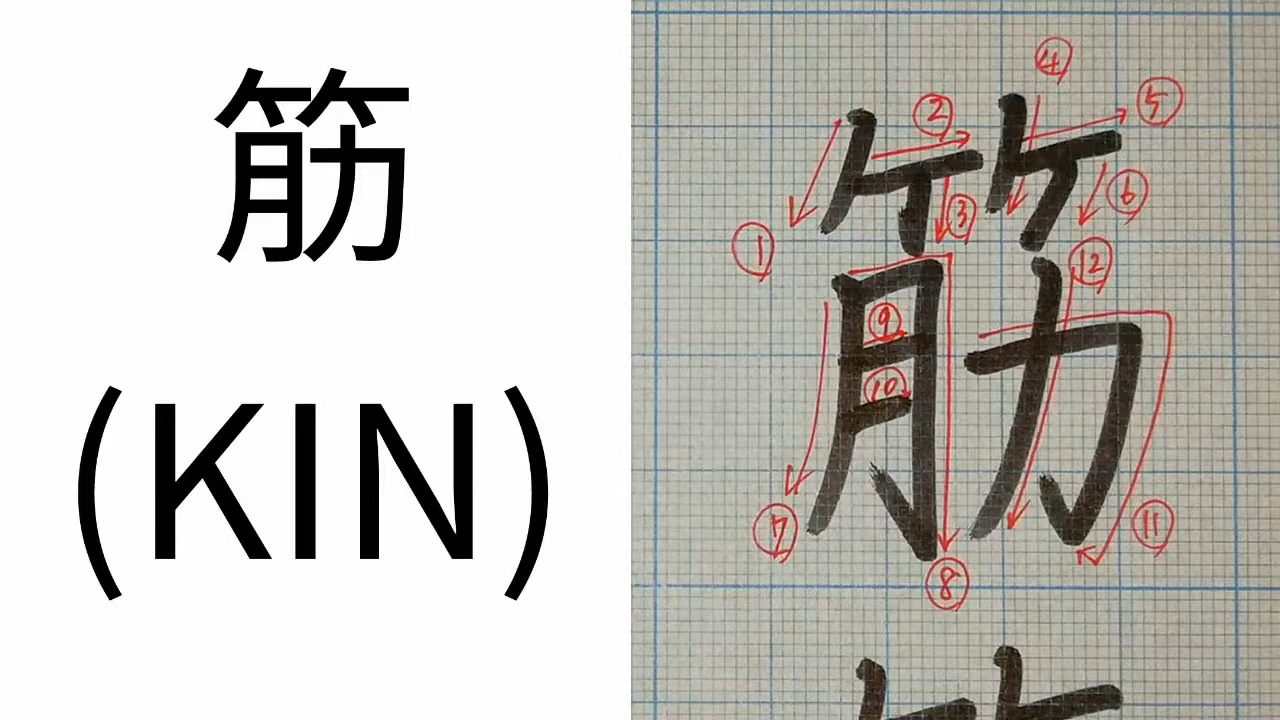 筋
(KIN)
筋
① ② ③ ④ ⑤ ⑥ ⑦ ⑧ ⑨ ⑩ ⑪ ⑫